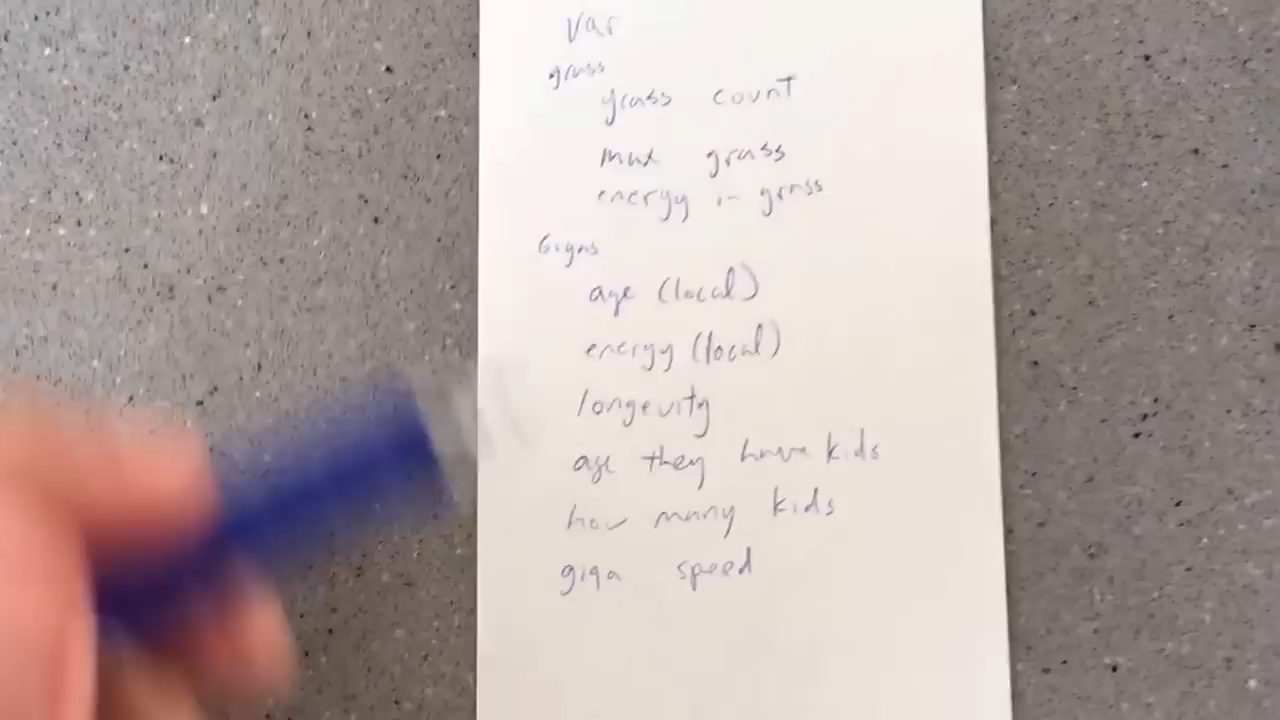 Var
grass
grass count
max grass
energy in grass
Gigas
age (local)
energy (local)
longevity
age they have kids
how many kids
giga speed